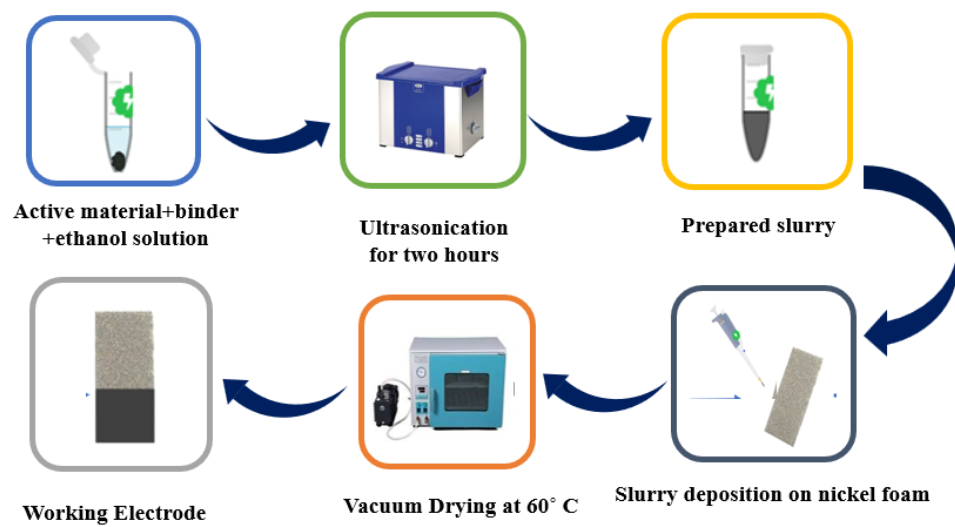 Active material+binder
+ethanol solution
Ultrasonication
for two hours
Prepared slurry
Slurry deposition on nickel foam
Vacuum Drying at 60° C
Working Electrode